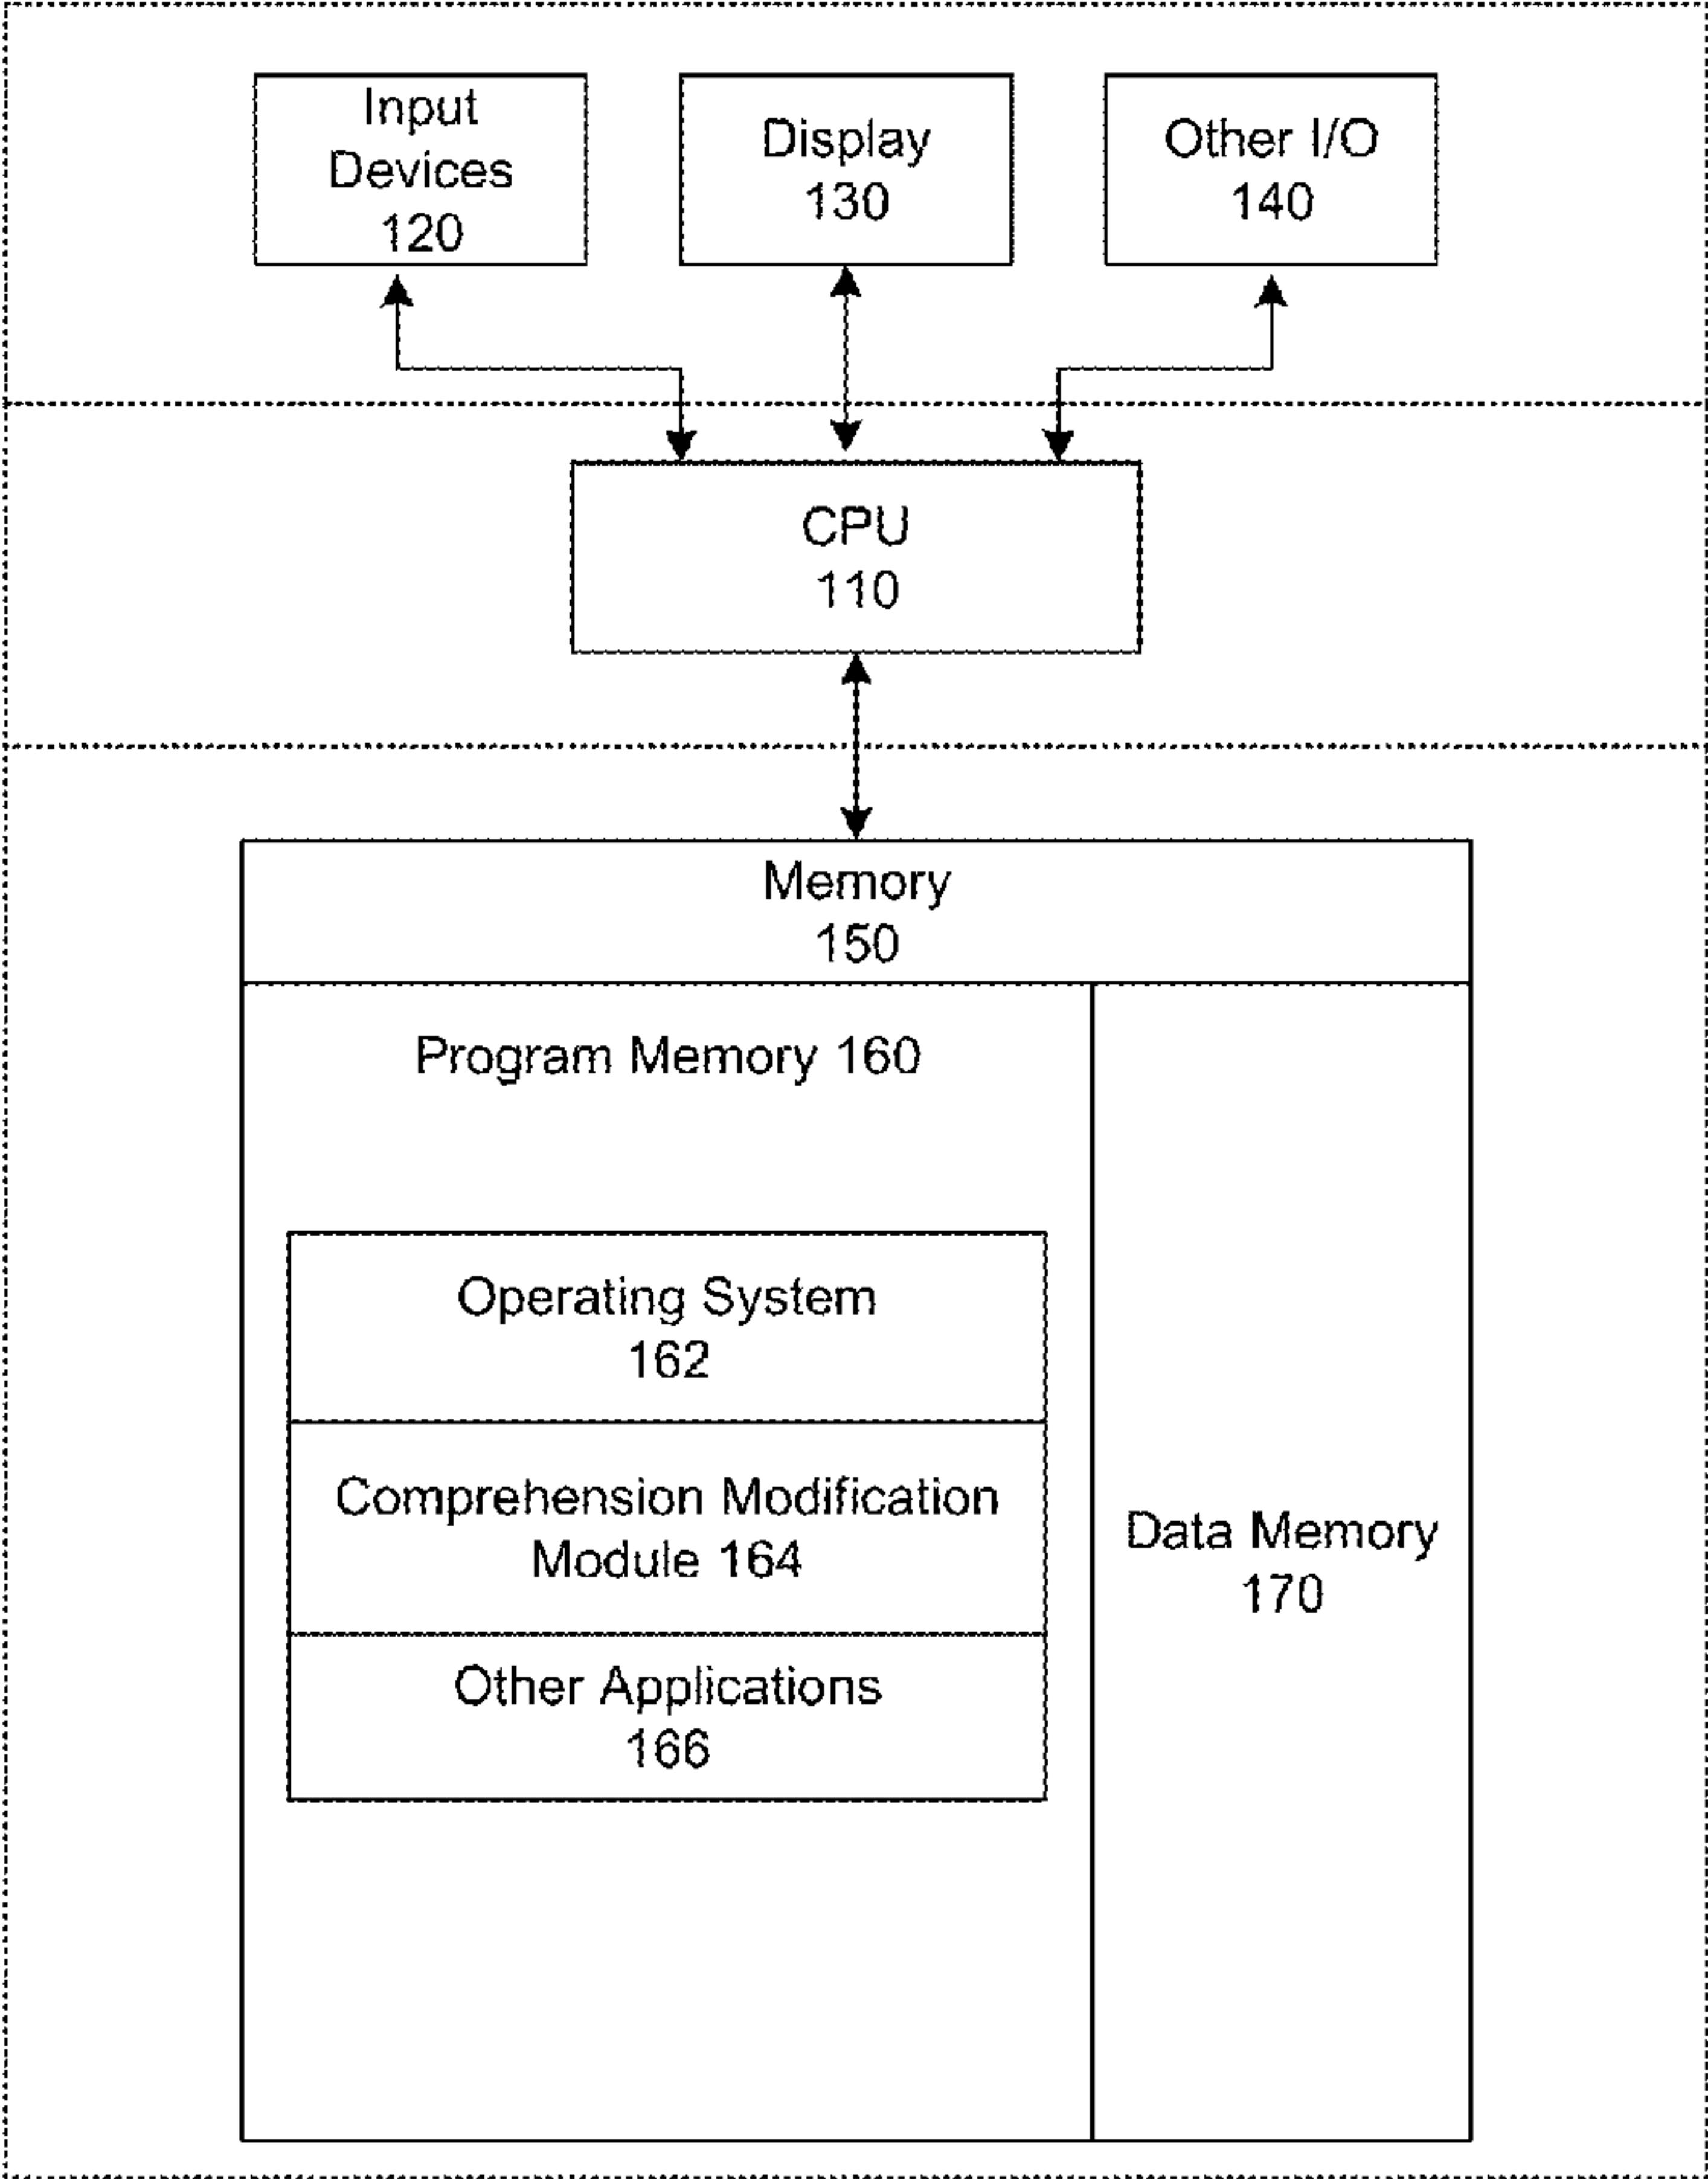 Input
Devices
120
Display
130
Other I/O
140
CPU
110
Memory
150
Program Memory 160
Operating System
162
Comprehension Modification
Module 164
Other Applications
166
Data Memory
170